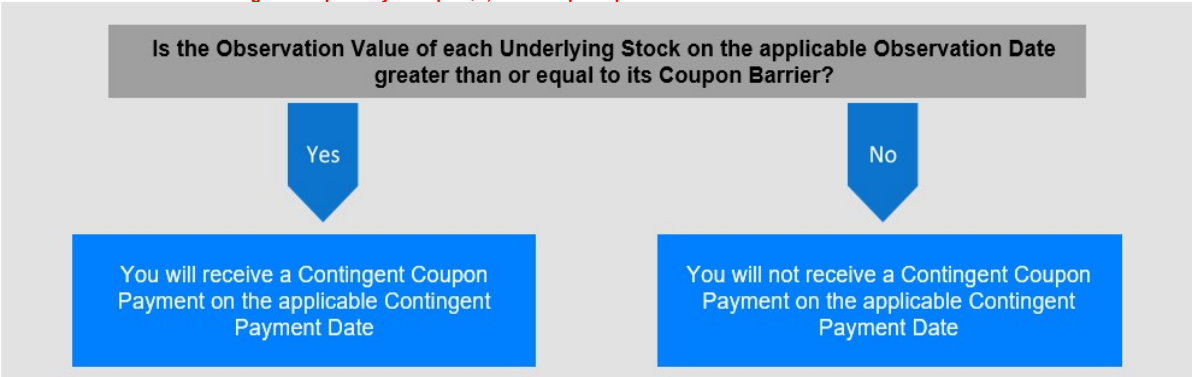 Is the Observation Value of each Underlying Stock on the applicable Observation Date
greater than or equal to its Coupon Barrier?
Yes
No
You will receive a Contingent Coupon
Payment on the applicable Contingent
Payment Date
You will not receive a Contingent Coupon
Payment on the applicable Contingent
Payment Date